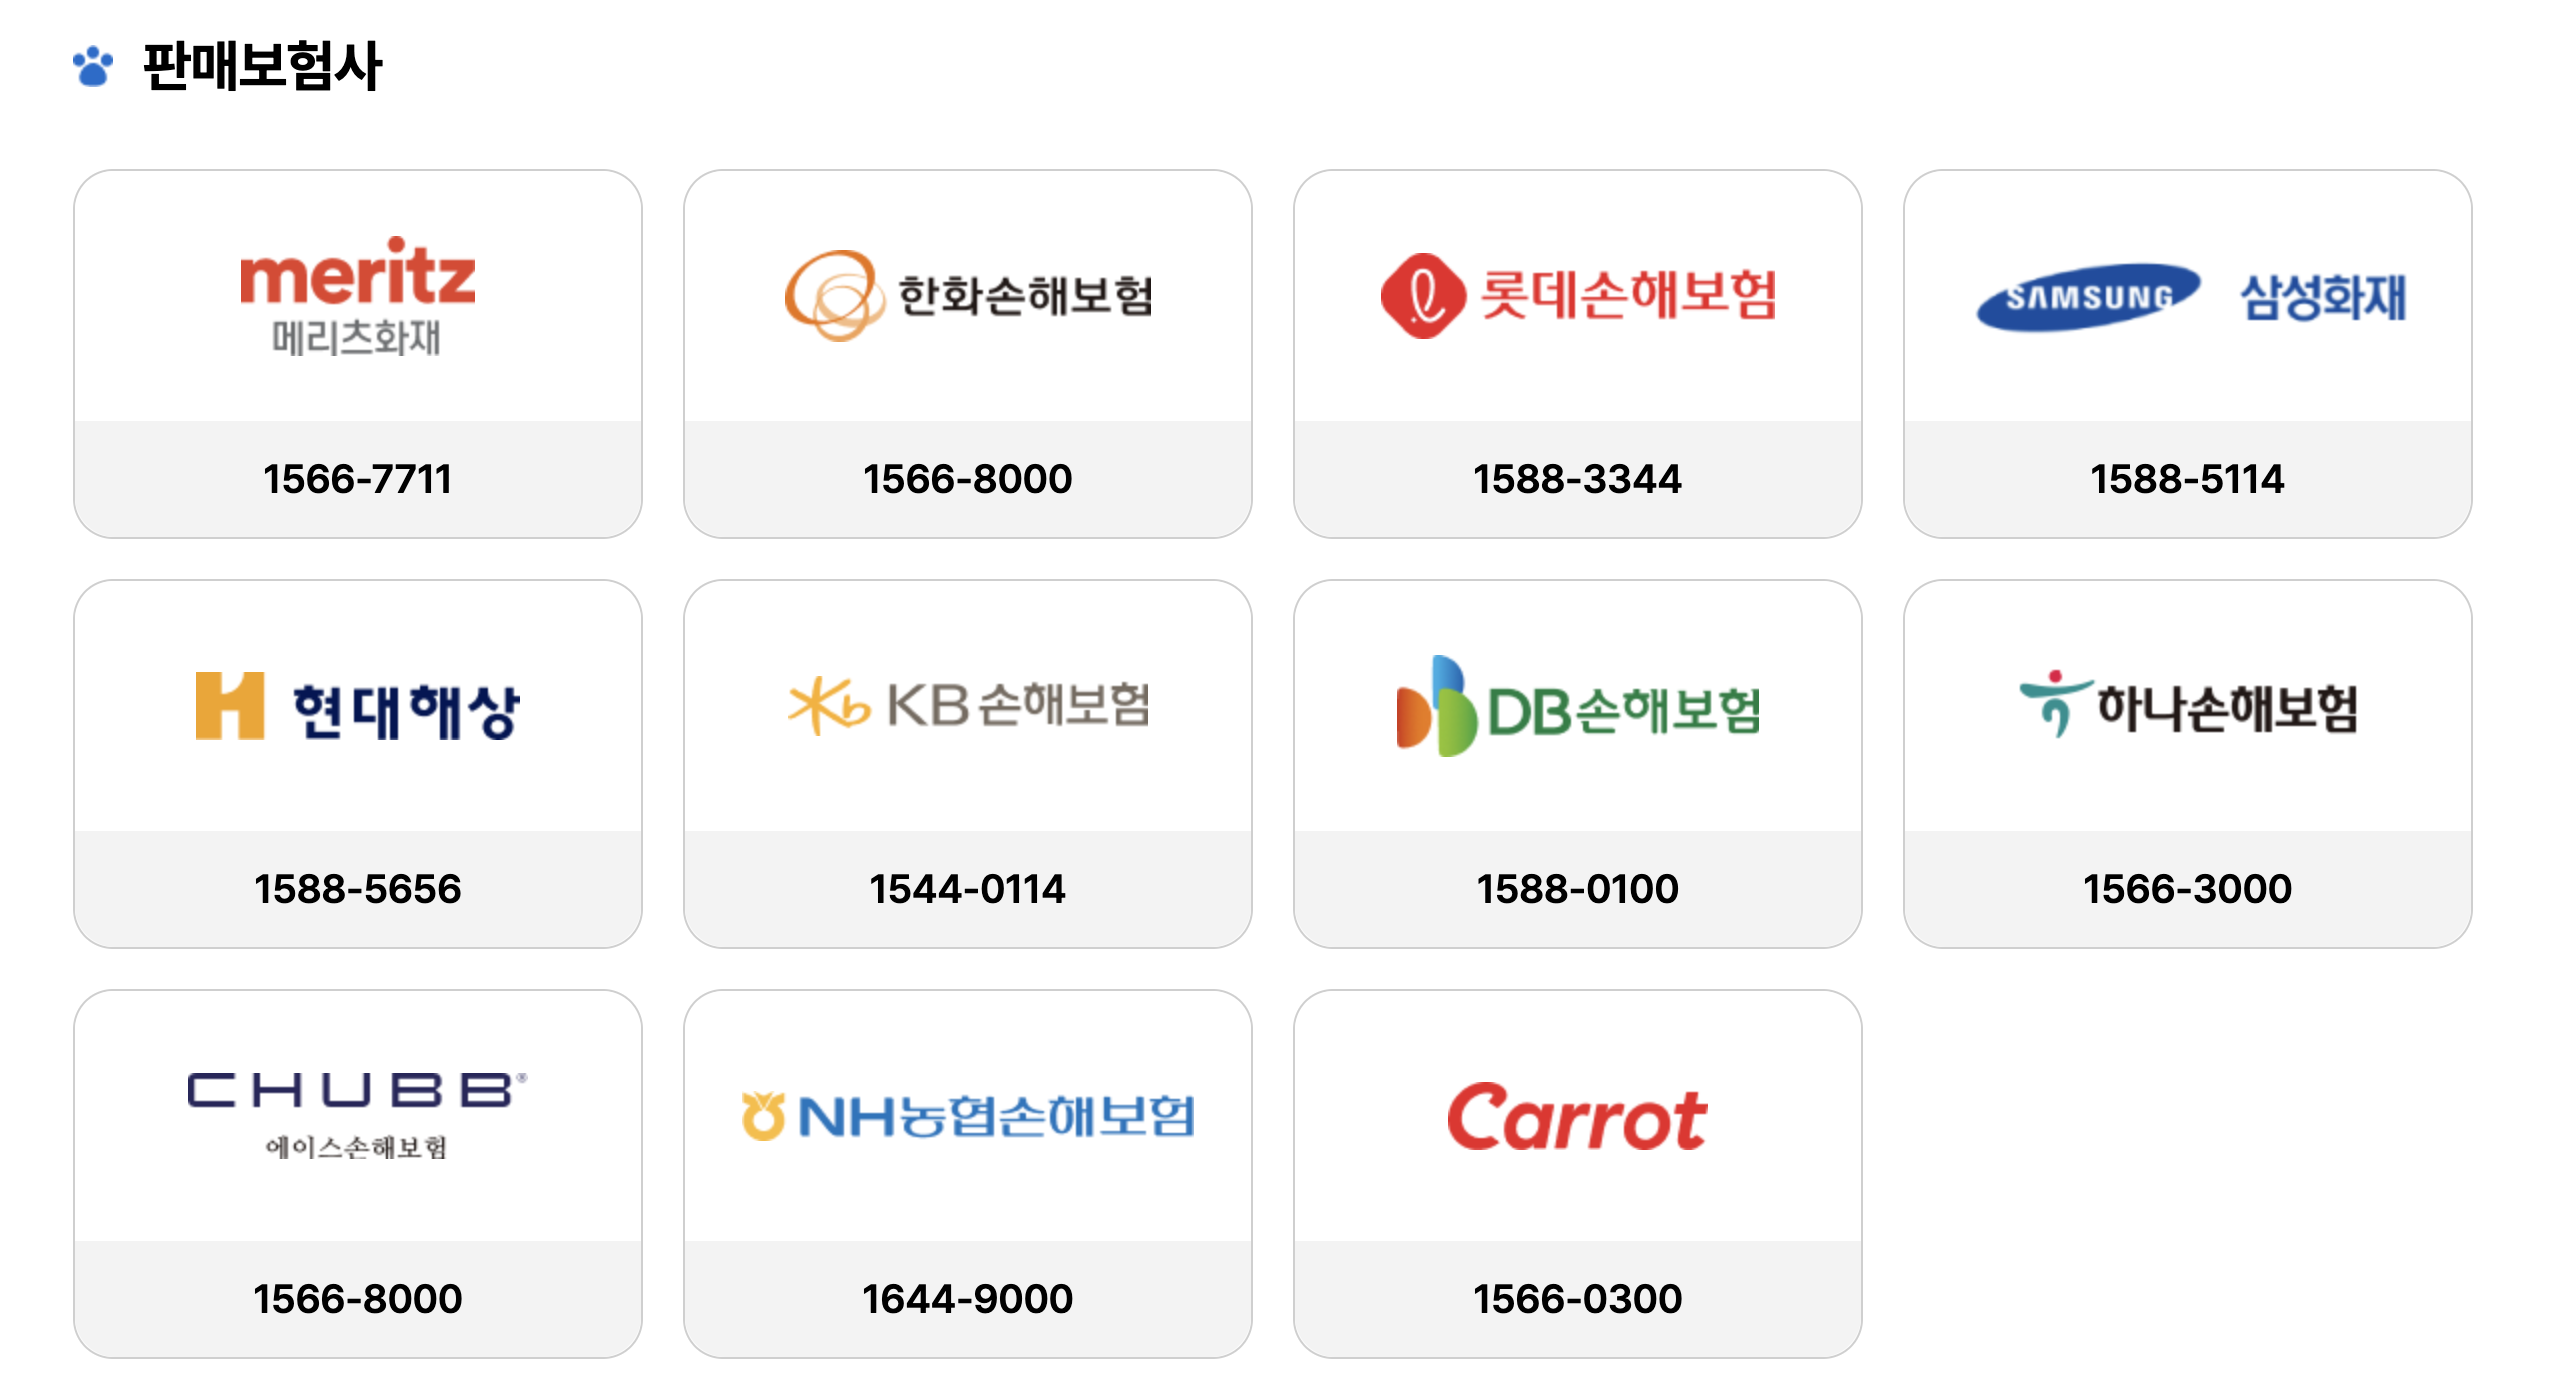 판매보험사
meritz
메리츠화재
1566-7711
한화손해보험
1566-8000
롯데손해보험
1588-3344
SAMSUNG 삼성화재
1588-5114
현대해상
1588-5656
KB손해보험
1544-0114
DB손해보험
1588-0100
하나손해보험
1566-3000
CHUBB®
에이스손해보험
1566-8000
NH농협손해보험
1644-9000
Carrot
1566-0300